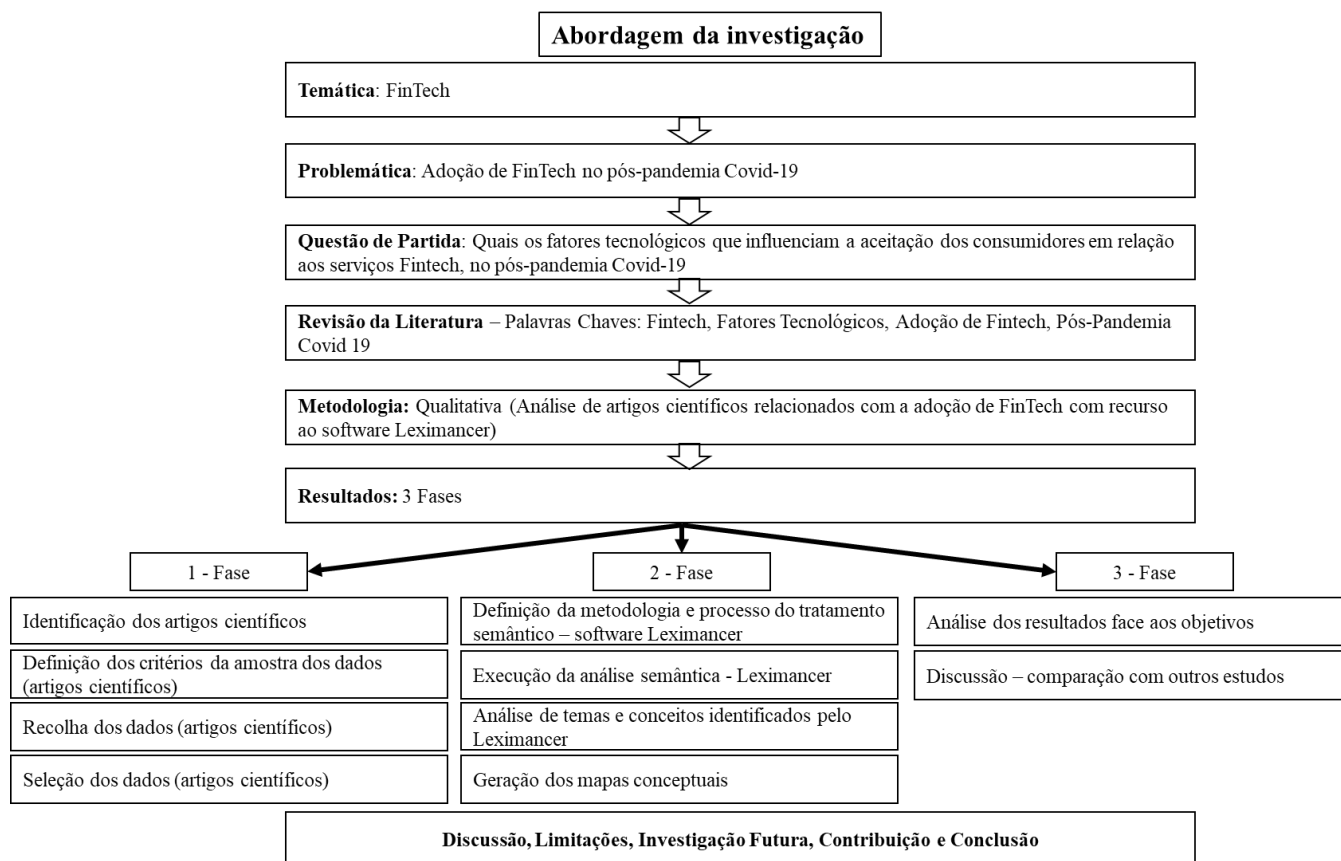 Abordagem da investigação
Temática: FinTech
Problemática: Adoção de FinTech no pós-pandemia Covid-19
Questão de Partida: Quais os fatores tecnológicos que influenciam a aceitação dos consumidores em relação
aos serviços Fintech, no pós-pandemia Covid-19
Revisão da Literatura – Palavras Chaves: Fintech, Fatores Tecnológicos, Adoção de Fintech, Pós-Pandemia
Covid 19
Metodologia: Qualitativa (Análise de artigos científicos relacionados com a adoção de FinTech com recurso
ao software Leximancer)
Resultados: 3 Fases
1 - Fase
Identificação dos artigos científicos
Definição dos critérios da amostra dos dados
(artigos científicos)
Recolha dos dados (artigos científicos)
Seleção dos dados (artigos científicos)
2 - Fase
Definição da metodologia e processo do tratamento
semântico – software Leximancer
Execução da análise semântica - Leximancer
Análise de temas e conceitos identificados pelo
Leximancer
Geração dos mapas conceptuais
3 - Fase
Análise dos resultados face aos objetivos
Discussão – comparação com outros estudos
Discussão, Limitações, Investigação Futura, Contribuição e Conclusão